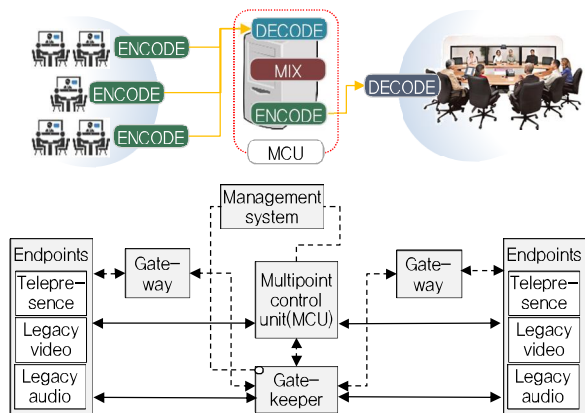 ENCODE
ENCODE
ENCODE
DECODE
MIX
ENCODE
MCU
DECODE
Management
system
Endpoints
Telepre-
sence
Legacy
video
Legacy
audio
Gate-
way
Multipoint
control
unit(MCU)
Gate-
keeper
Gate-
way
Endpoints
Telepre-
sence
Legacy
video
Legacy
audio